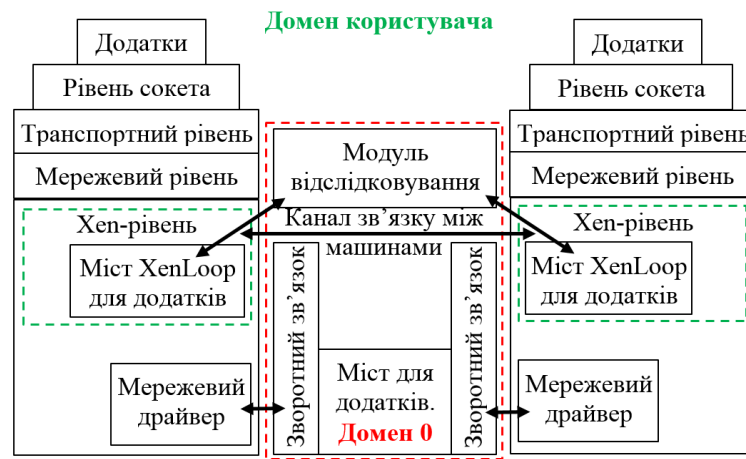 Домен користувача
Додатки
Рівень сокета
Транспортний рівень
Мережевий рівень
Xen-рівень
Міст XenLoop
для додатків
Мережевий
драйвер
Модуль
відслідковування
Канал зв’язку між
машинами
Зворотний зв’язок
Міст для
додатків.
Домен 0
Зворотний зв’язок
Додатки
Рівень сокета
Транспортний рівень
Мережевий рівень
Xen-рівень
Міст XenLoop
для додатків
Мережевий
драйвер